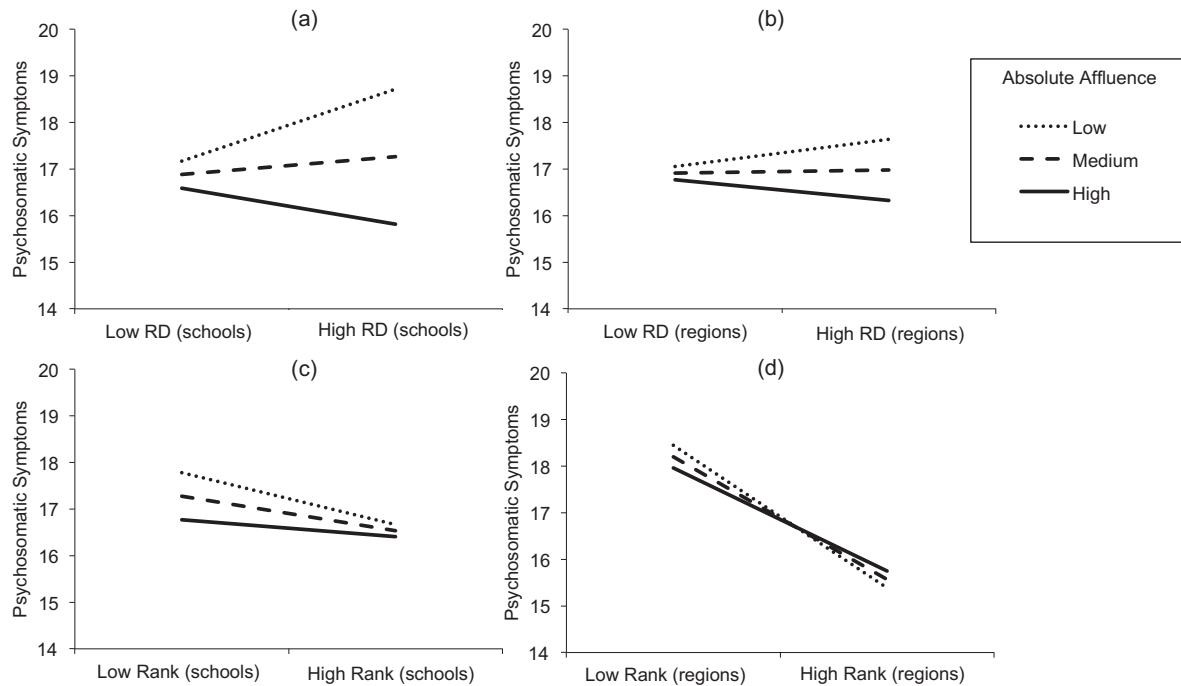 (a)
20
19
18
17
16
15
14
Psychosomatic Symptoms
Low RD (schools)
High RD (schools)
(b)
20
19
18
17
16
15
14
Psychosomatic Symptoms
Low RD (regions)
High RD (regions)
Absolute Affluence
Low
Medium
High
(c)
20
19
18
17
16
15
14
Psychosomatic Symptoms
Low Rank (schools)
High Rank (schools)
(d)
20
19
18
17
16
15
14
Psychosomatic Symptoms
Low Rank (regions)
High Rank (regions)